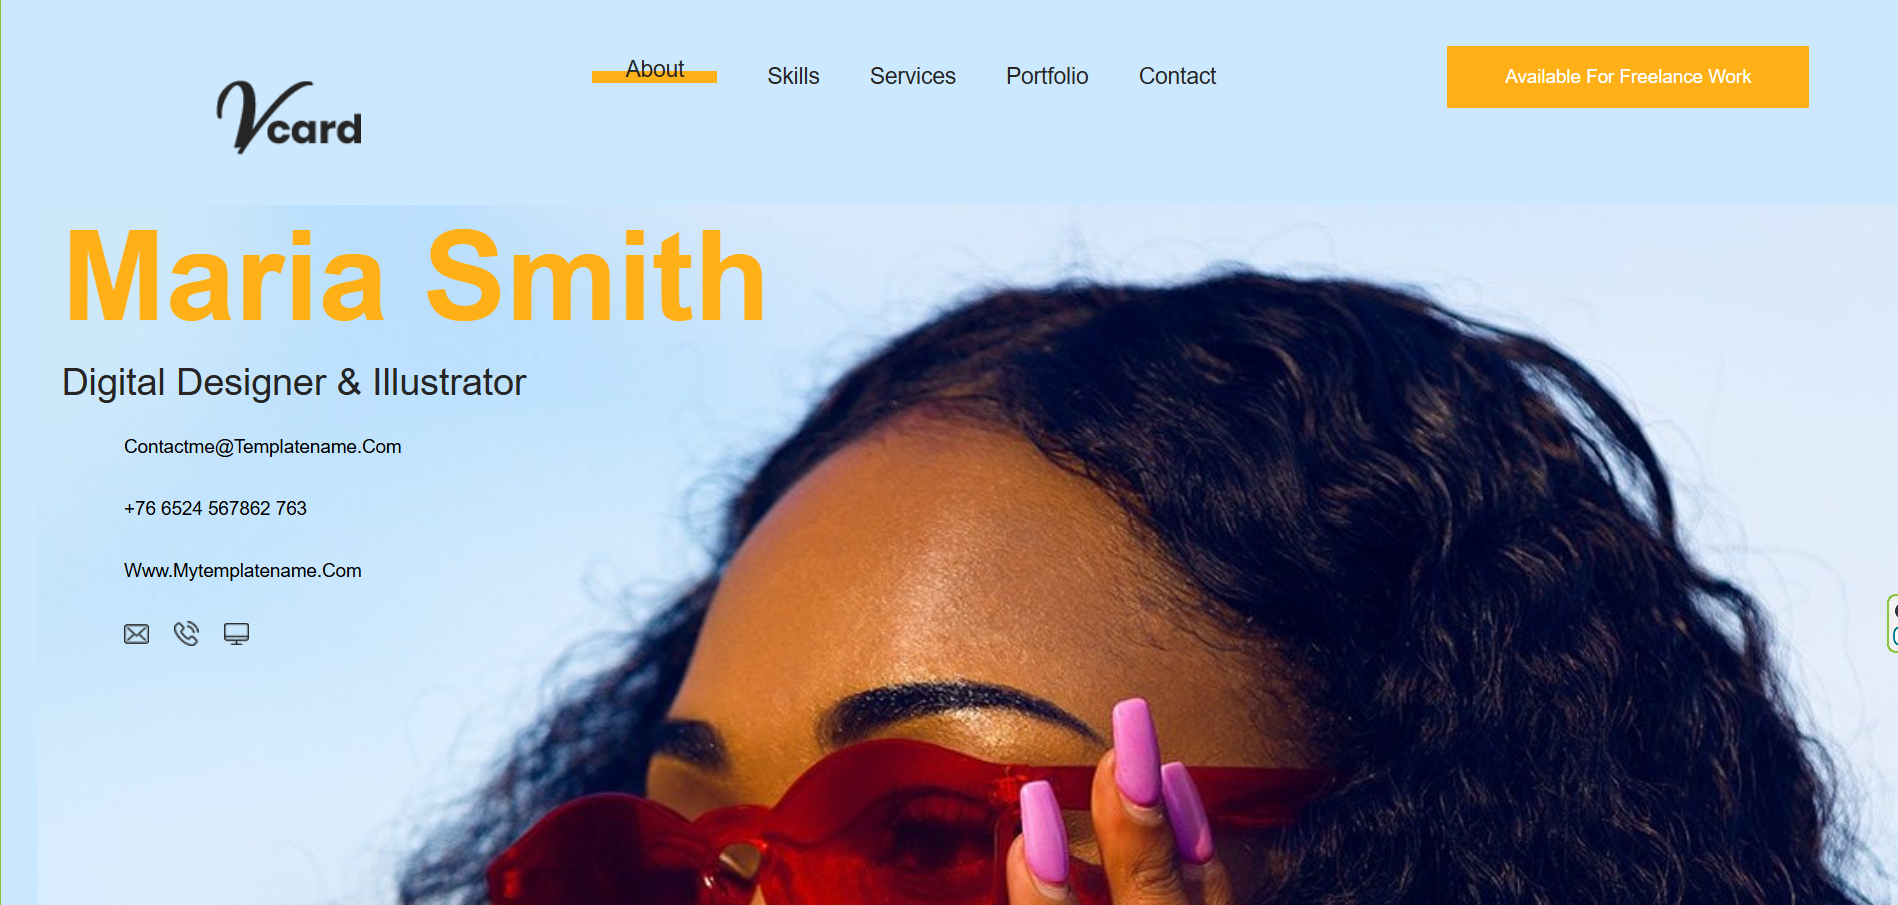 Vcard
About
Skills
Services
Portfolio
Contact
Available For Freelance Work
Maria Smith
Digital Designer & Illustrator
Contactme@Templatename.Com
+76 6524 567862 763
Www.Mytemplatename.Com